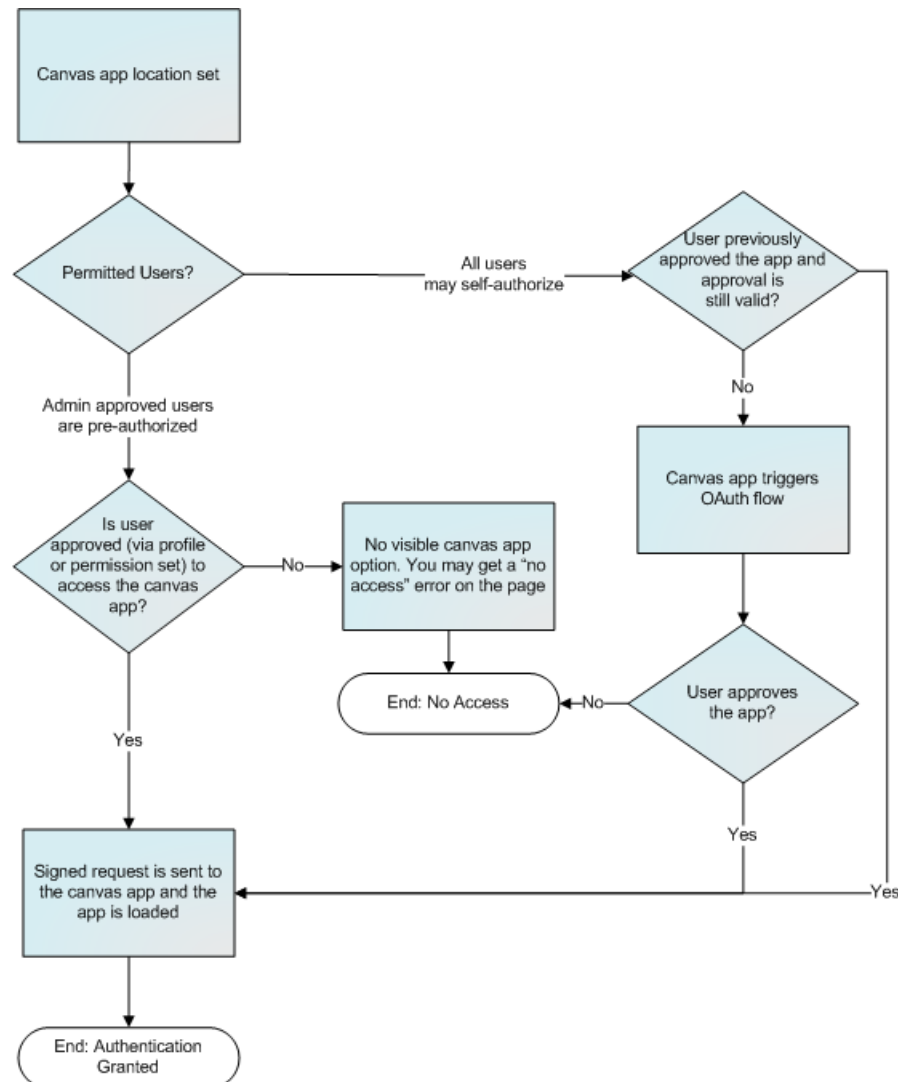 Canvas app location set
Permitted Users?
All users
may self-authorize
User previously
approved the app and
approval is
still valid?
No
Admin approved users
are pre-authorized
Canvas app triggers
OAuth flow
Is user
approved (via profile
or permission set) to
access the canvas
app?
No
No visible canvas app
option. You may get a “no
access” error on the page
End: No Access
No
User approves
the app?
Yes
Yes
Signed request is sent to
the canvas app and the
app is loaded
Yes
End: Authentication
Granted